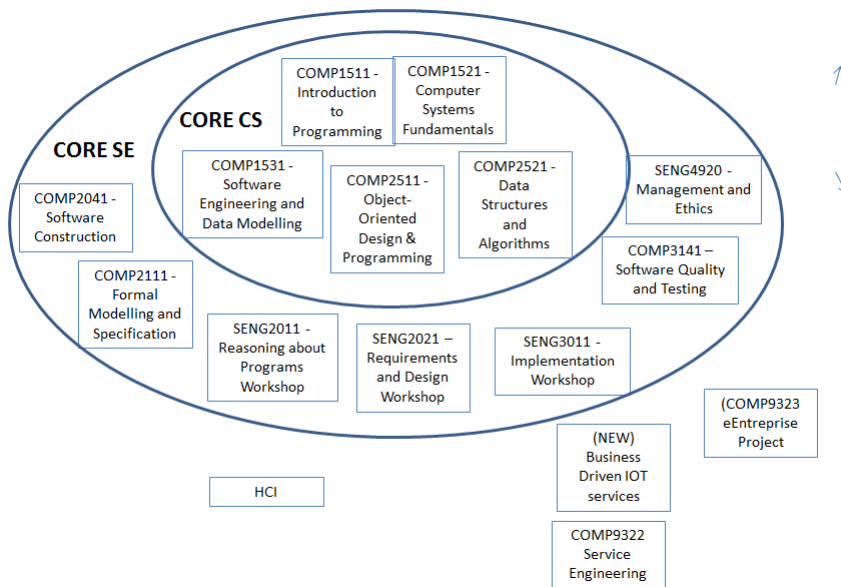 COMP1511 -
Introduction
to
Programming
COMP1521 -
Computer
Systems
Fundamentals
CORE CS
CORE SE
COMP1531 -
Software
Engineering and
Data Modelling
COMP2511 -
Object-
Oriented
Design &
Programming
COMP2521 -
Data
Structures
and
Algorithms
SENG4920 -
Management and
Ethics
COMP2041 -
Software
Construction
COMP3141 –
Software Quality
and Testing
COMP2111 -
Formal
Modelling and
Specification
SENG2011 -
Reasoning about
Programs
Workshop
SENG2021 –
Requirements
and Design
Workshop
SENG3011 -
Implementation
Workshop
(COMP9323
eEntreprise
Project
(NEW)
Business
Driven IOT
services
HCI
COMP9322
Service
Engineering